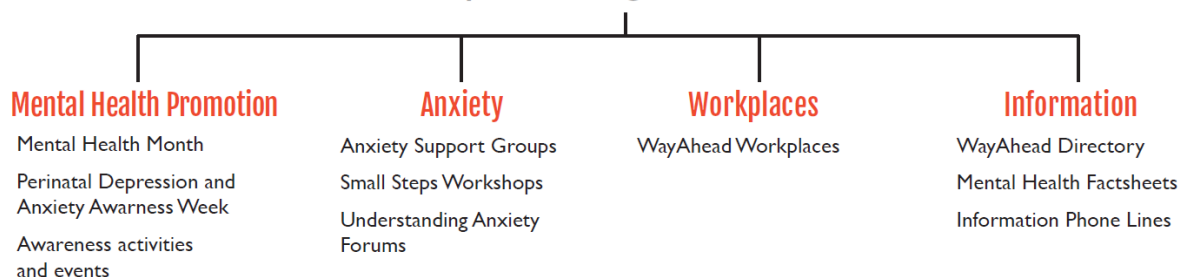 Mental Health Promotion
Mental Health Month
Perinatal Depression and
Anxiety Awarness Week
Awareness activities
and events
Anxiety
Anxiety Support Groups
Small Steps Workshops
Understanding Anxiety
Forums
Workplaces
WayAhead Workplaces
Information
WayAhead Directory
Mental Health Factsheets
Information Phone Lines